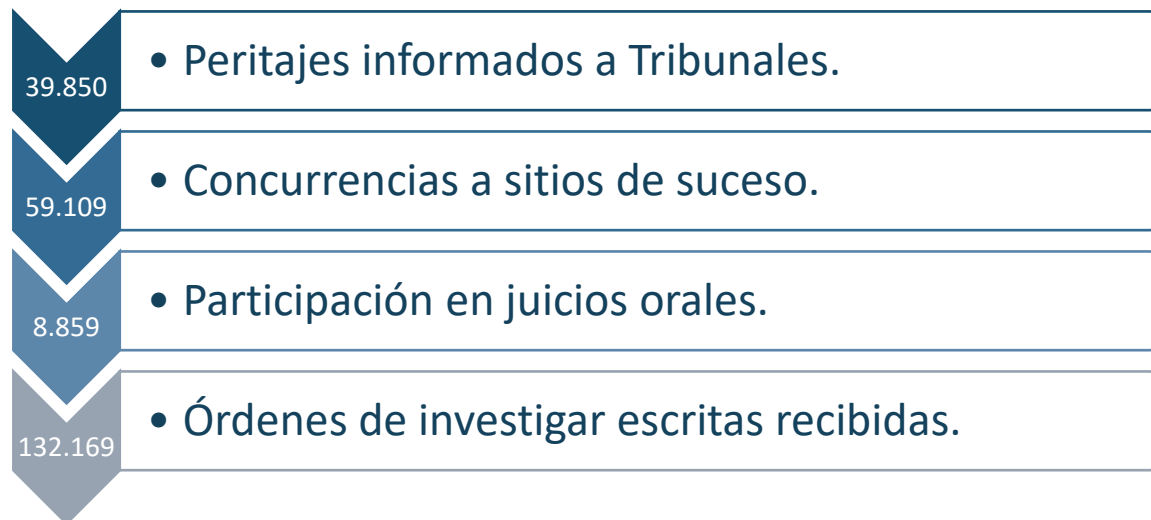 39.850
• Peritajes informados a Tribunales.
59.109
• Concurrencias a sitios de suceso.
8.859
• Participación en juicios orales.
132.169
• Órdenes de investigar escritas recibidas.